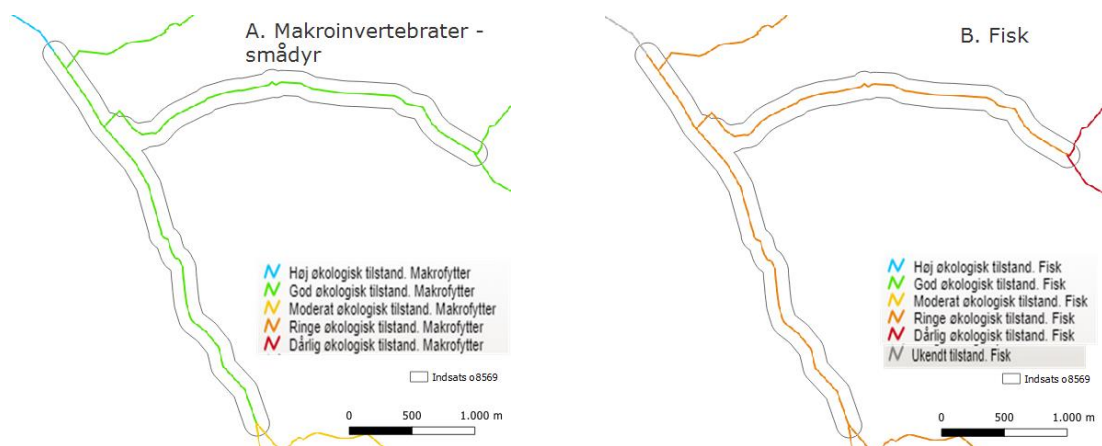 A. Makroinvertebrater -
smådyr
Høj økologisk tilstand. Makrofytter
God økologisk tilstand. Makrofytter
Moderat økologisk tilstand. Makrofytter
Ringe økologisk tilstand. Makrofytter
Dårlig økologisk tilstand. Makrofytter
Indsats o8569
0 500 1.000 m
B. Fisk
Høj økologisk tilstand. Fisk
God økologisk tilstand. Fisk
Moderat økologisk tilstand. Fisk
Ringe økologisk tilstand. Fisk
Dårlig økologisk tilstand. Fisk
Ukendt tilstand. Fisk
Indsats o8569
0 500 1.000 m